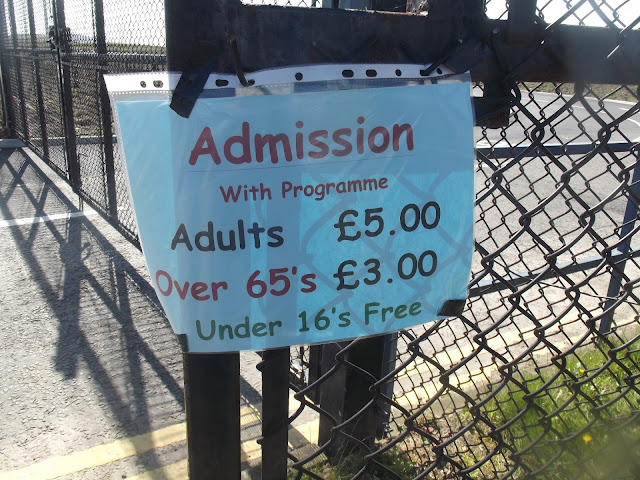 Admission
With Programme
Adults £5.00
Over 65's £3.00
Under 16's Free